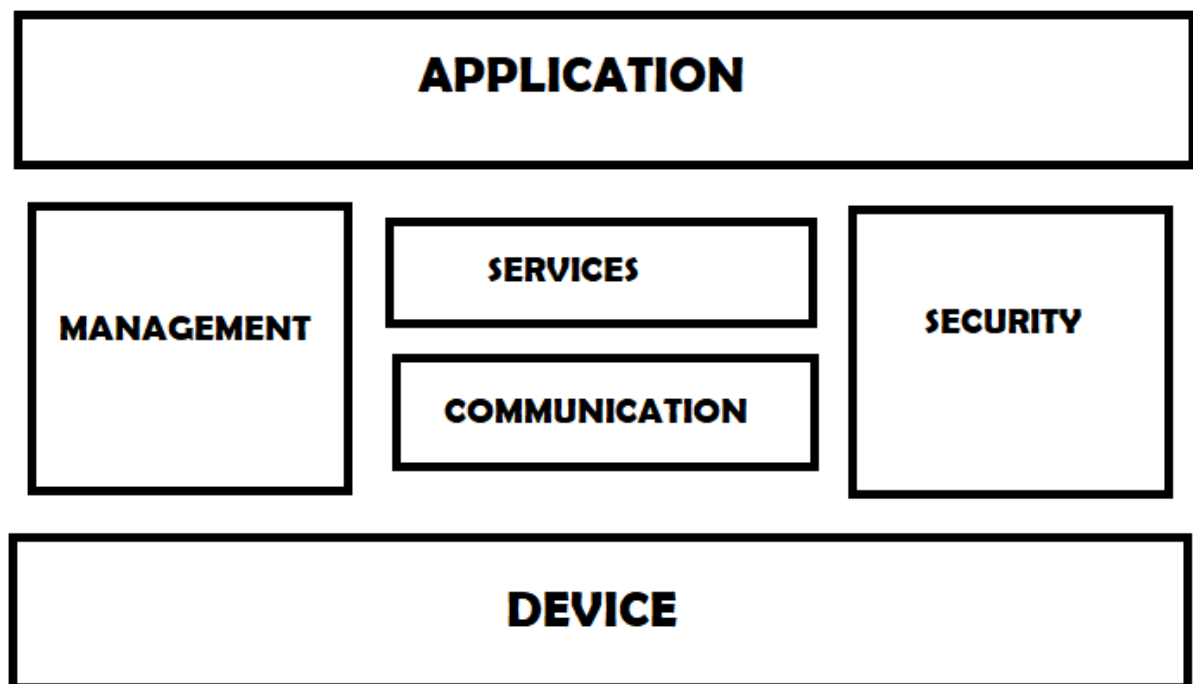 APPLICATION
MANAGEMENT
SERVICES
COMMUNICATION
SECURITY
DEVICE